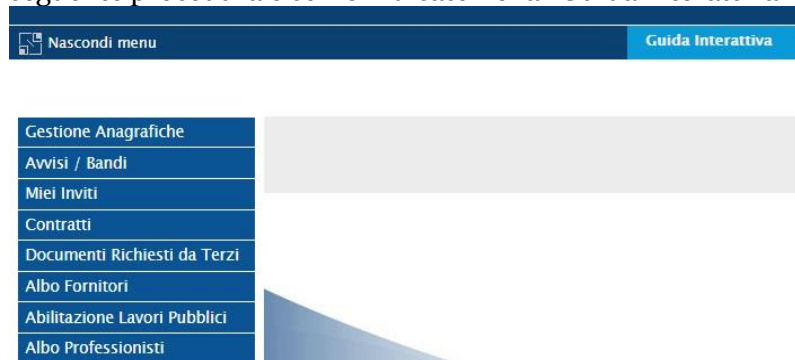 Nascondi menu
Guida Interattiva
Gestione Anagrafiche
Avvisi / Bandi
Miei Inviti
Contratti
Documenti Richiesti da Terzi
Albo Fornitori
Abilitazione Lavori Pubblici
Albo Professionisti